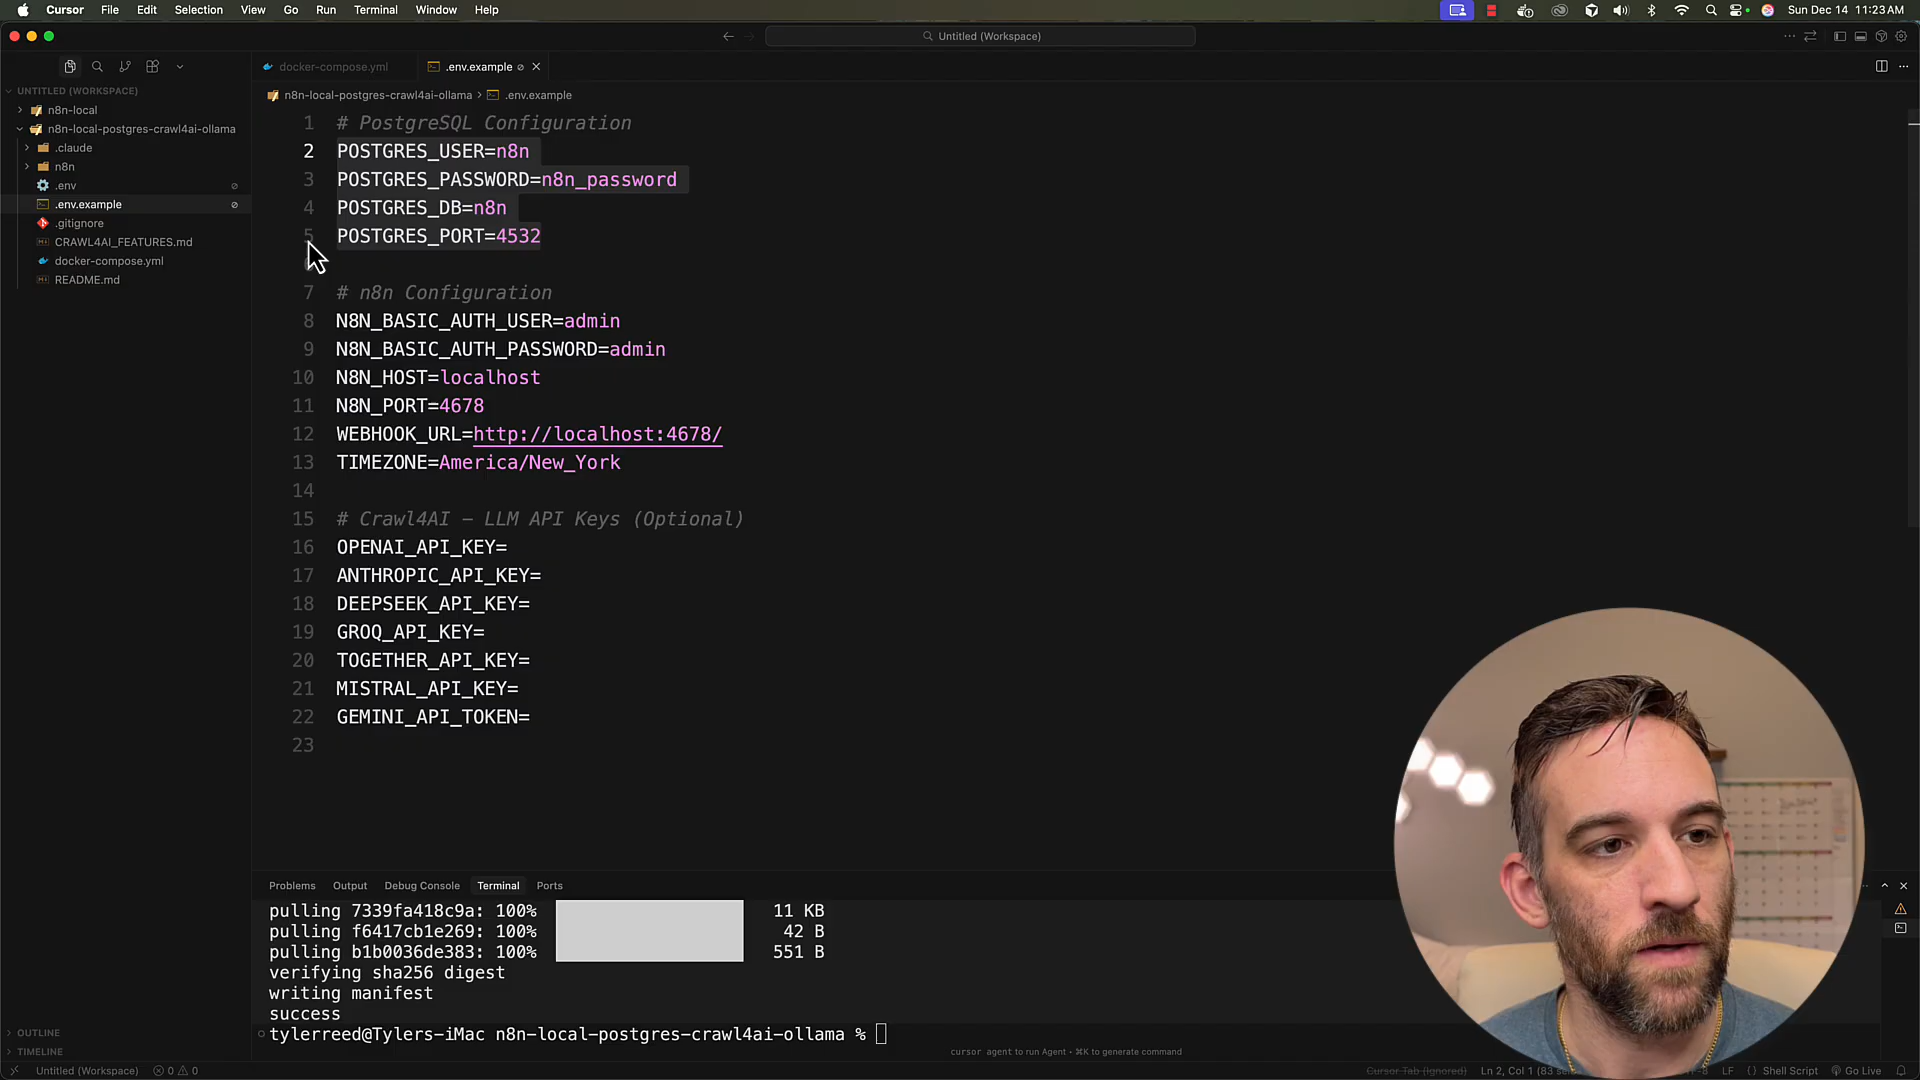 Cursor File Edit Selection View Go Run Terminal Window Help Sun Dec 14 11:23 AM
Untitled (Workspace)
docker-compose.yml .env.example
UNTITLED (WORKSPACE)
n8n-local
n8n-local-postgres-crawl4ai-ollama
.claude
n8n
.env
.env.example
.gitignore
CRAWL4AI_FEATURES.md
docker-compose.yml
README.md
OUTLINE
TIMELINE
n8n-local-postgres-crawl4ai-ollama > .env.example
1 # PostgreSQL Configuration
2 POSTGRES_USER=n8n
3 POSTGRES_PASSWORD=n8n_password
4 POSTGRES_DB=n8n
5 POSTGRES_PORT=4532
7 # n8n Configuration
8 N8N_BASIC_AUTH_USER=admin
9 N8N_BASIC_AUTH_PASSWORD=admin
10 N8N_HOST=localhost
11 N8N_PORT=4678
12 WEBHOOK_URL=http://localhost:4678/
13 TIMEZONE=America/New_York
14
15 # Crawl4AI - LLM API Keys (Optional)
16 OPENAI_API_KEY=
17 ANTHROPIC_API_KEY=
18 DEEPSEEK_API_KEY=
19 GROQ_API_KEY=
20 TOGETHER_API_KEY=
21 MISTRAL_API_KEY=
22 GEMINI_API_TOKEN=
23
Problems Output Debug Console Terminal Ports
pulling 7339fa418c9a: 100% 11 KB
pulling f6417cb1e269: 100% 42 B
pulling b1b0036de383: 100% 551 B
verifying sha256 digest
writing manifest
success
tylerreed@Tylers-iMac n8n-local-postgres-crawl4ai-ollama %
cursor agent to run Agent • ⌘K to generate command
Untitled (Workspace) 0 0 Cursor Tab (Ignored) Ln 2, Col 1 (83 LF Shell Script Go Live